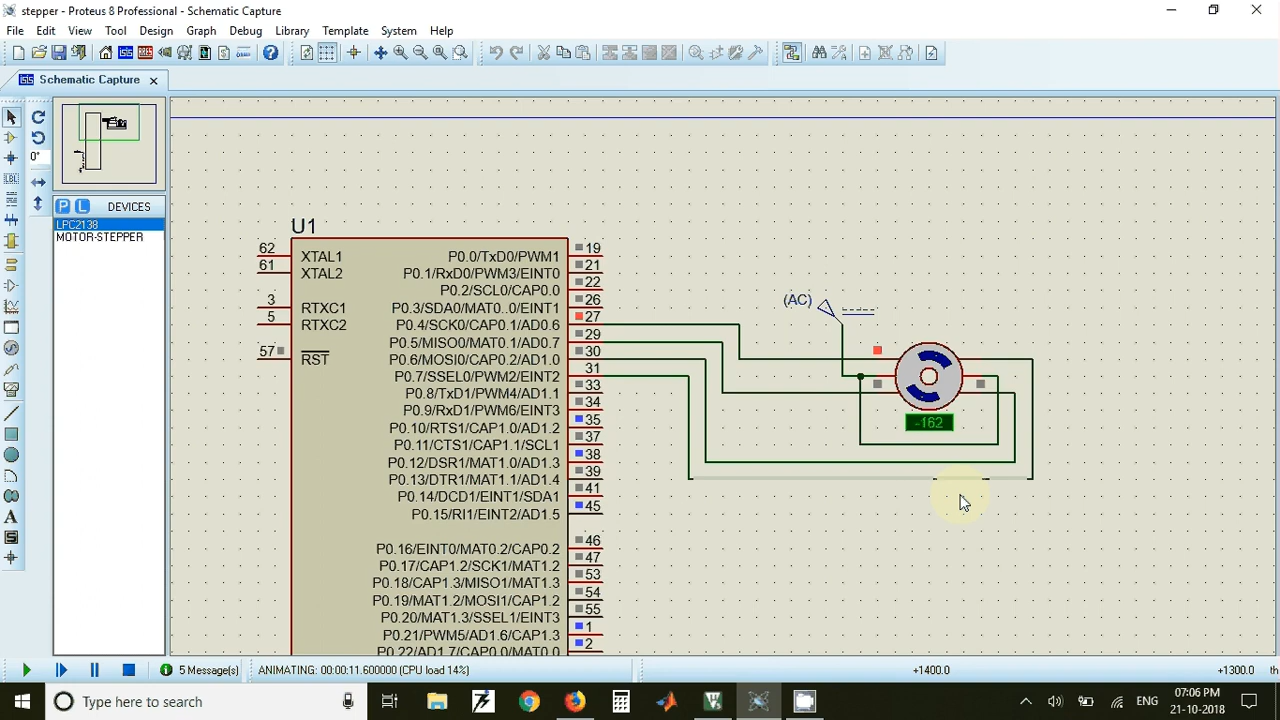 stepper - Proteus 8 Professional - Schematic Capture
File Edit View Tool Design Graph Debug Library Template System Help
Schematic Capture
0°
P L DEVICES
LPC2138
MOTOR-STEPPER
U1
62 XTAL1
61 XTAL2
3 RTXC1
5 RTXC2
57 RST
P0.0/TxD0/PWM1 19
P0.1/RxD0/PWM3/EINT0 21
P0.2/SCL0/CAP0.0 22
P0.3/SDA0/MAT0..0/EINT1 26
P0.4/SCK0/CAP0.1/AD0.6 27
P0.5/MISO0/MAT0.1/AD0.7 29
P0.6/MOSI0/CAP0.2/AD1.0 30
P0.7/SSEL0/PWM2/EINT2 31
P0.8/TxD1/PWM4/AD1.1 33
P0.9/RxD1/PWM6/EINT3 34
P0.10/RTS1/CAP1.0/AD1.2 35
P0.11/CTS1/CAP1.1/SCL1 37
P0.12/DSR1/MAT1.0/AD1.3 38
P0.13/DTR1/MAT1.1/AD1.4 39
P0.14/DCD1/EINT1/SDA1 41
P0.15/RI1/EINT2/AD1.5 45
P0.16/EINT0/MAT0.2/CAP0.2 46
P0.17/CAP1.2/SCK1/MAT1.2 47
P0.18/CAP1.3/MISO1/MAT1.3 53
P0.19/MAT1.2/MOSI1/CAP1.2 54
P0.20/MAT1.3/SSEL1/EINT3 55
P0.21/PWM5/AD1.6/CAP1.3 1
P0.22/AD1.7/CAP0.0/MAT0.0 2
(AC)
-162
5 Message(s) ANIMATING: 00:00:11.600000 (CPU load 14%) +1400.0 +1300.0 th
Type here to search
ENG 07:06 PM
21-10-2018